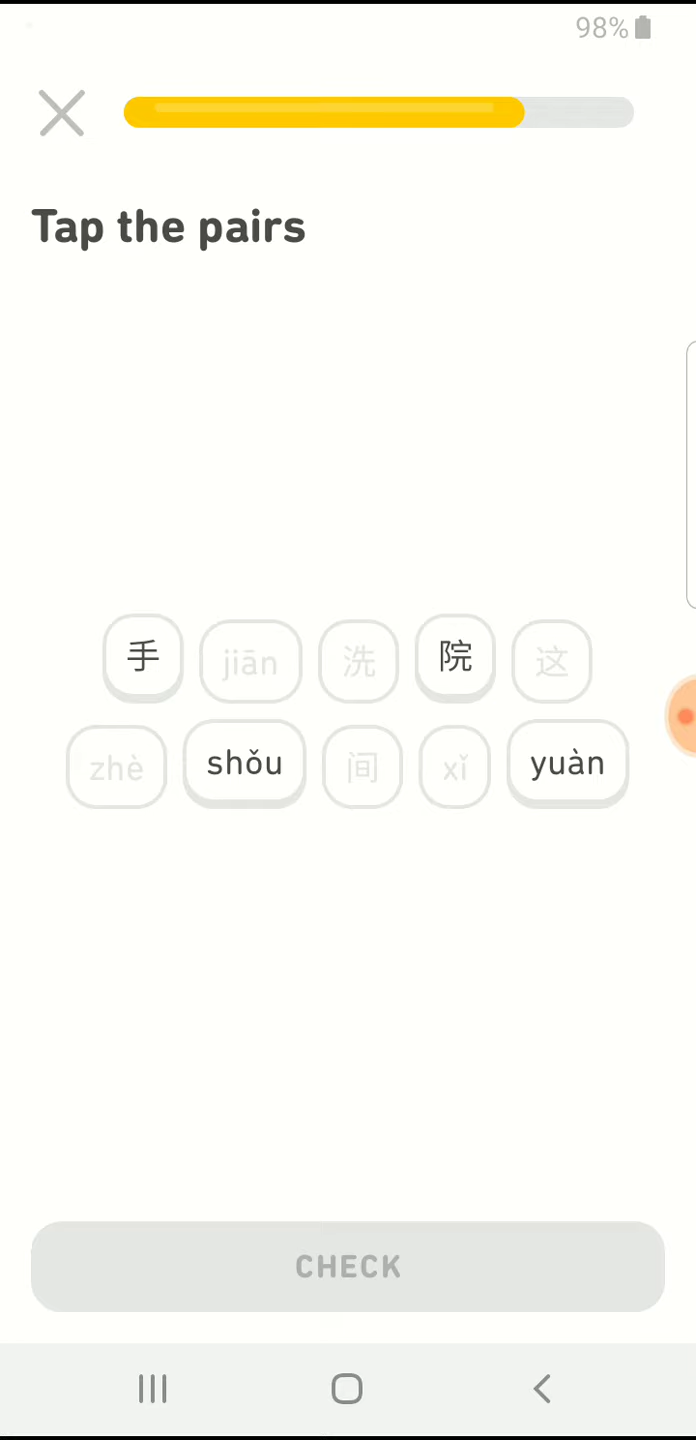 98%
Tap the pairs
手 jiān 洗 院 这
zhè shǒu 间 xǐ yuàn
CHECK